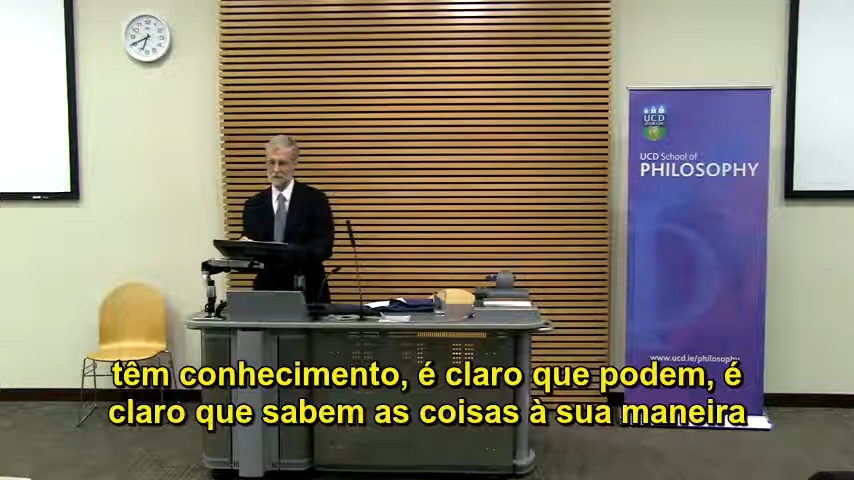 UCD
UCD School of
PHILOSOPHY
www.ucd.ie/philosophy
têm conhecimento, é claro que podem, é
claro que sabem as coisas à sua maneira